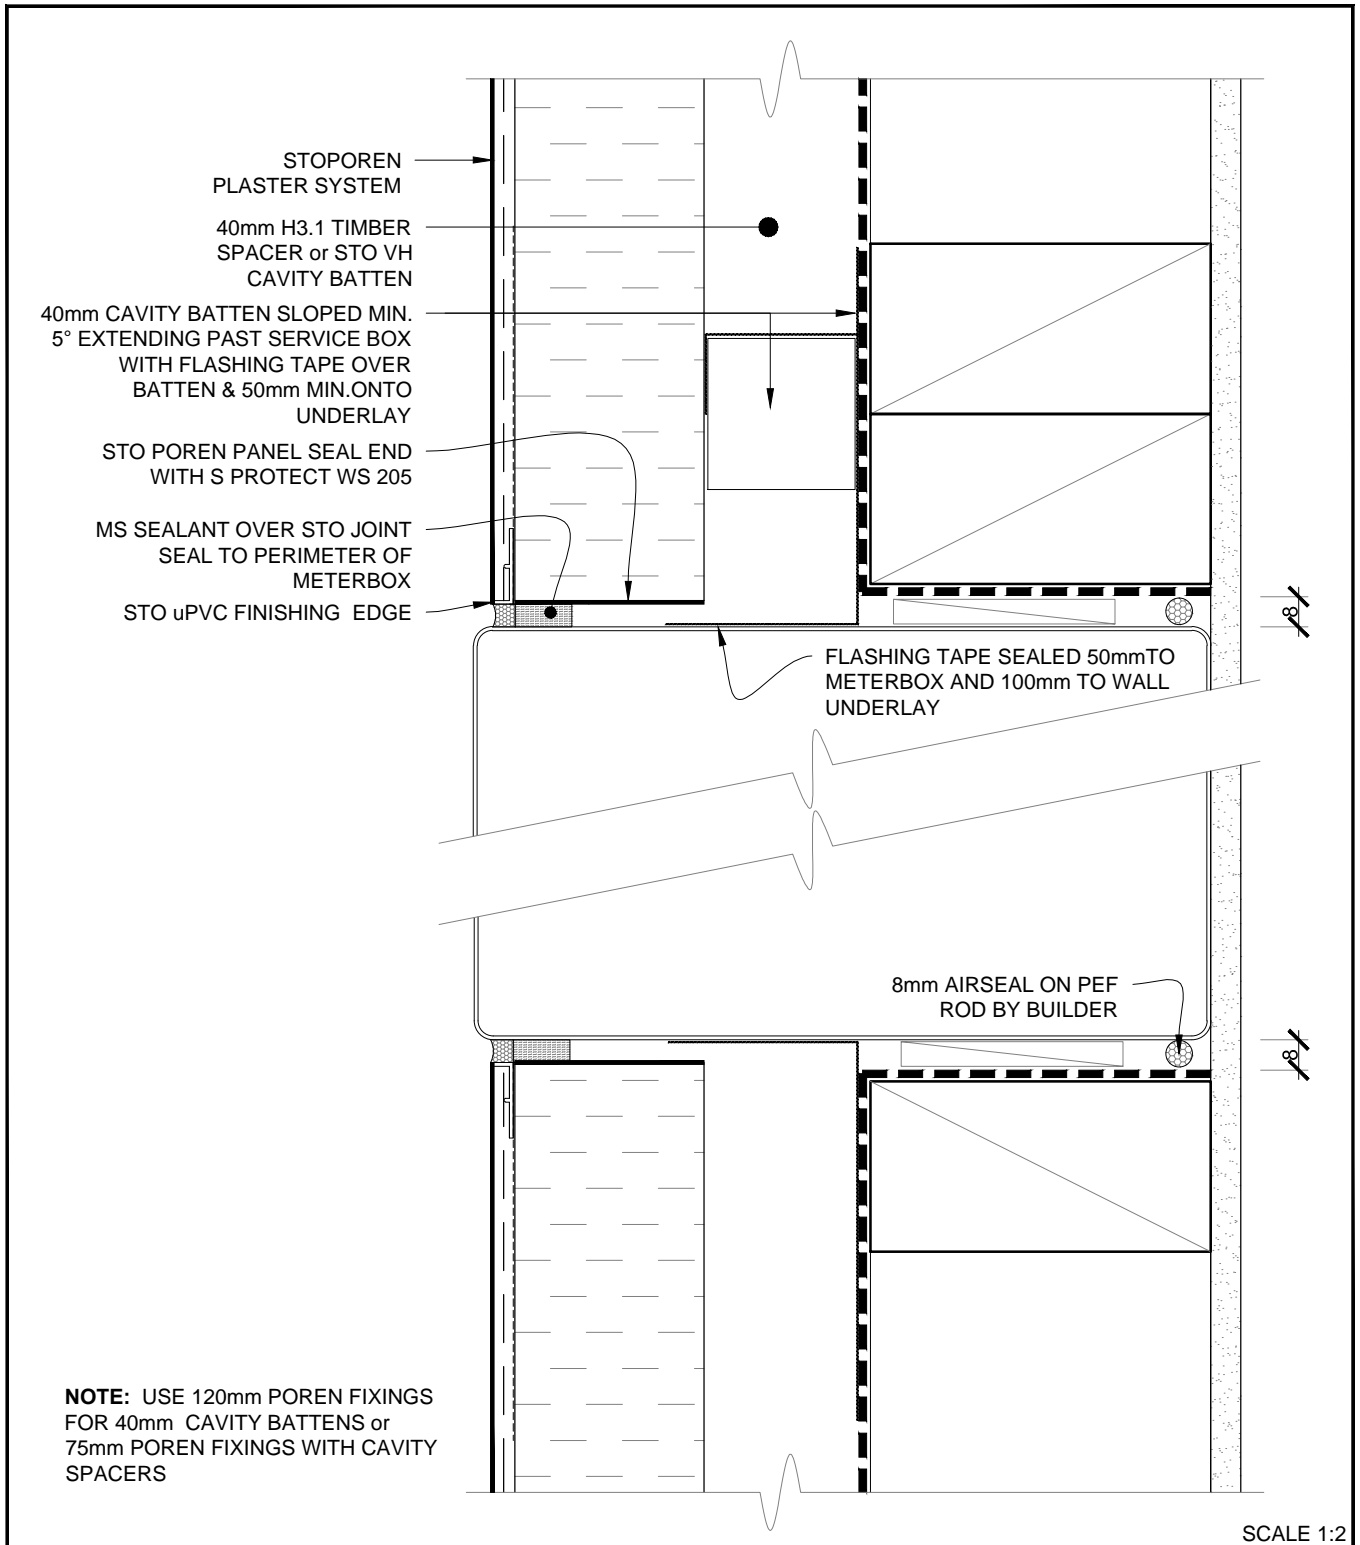 STOPOREN
PLASTER SYSTEM
40mm H3.1 TIMBER
SPACER or STO VH
CAVITY BATTEN
40mm CAVITY BATTEN SLOPED MIN.
5° EXTENDING PAST SERVICE BOX
WITH FLASHING TAPE OVER
BATTEN & 50mm MIN.ONTO
UNDERLAY
STO POREN PANEL SEAL END
WITH S PROTECT WS 205
MS SEALANT OVER STO JOINT
SEAL TO PERIMETER OF
METERBOX
STO uPVC FINISHING EDGE
8
FLASHING TAPE SEALED 50mmTO
METERBOX AND 100mm TO WALL
UNDERLAY
8mm AIRSEAL ON PEF
ROD BY BUILDER
8
NOTE: USE 120mm POREN FIXINGS
FOR 40mm CAVITY BATTENS or
75mm POREN FIXINGS WITH CAVITY
SPACERS
SCALE 1:2